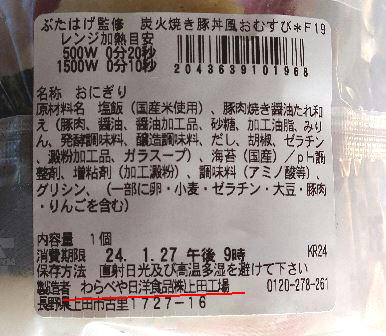 ぶたはげ監修 炭火焼き豚丼風おむすび*F19
レンジ加熱目安
500W 0分20秒
1500W 0分10秒
2043639101968
名称 おにぎり
原材料名:塩飯(国産米使用)、豚肉焼き醤油たれ和
え(豚肉、醤油、醤油加工品、砂糖、加工油脂、みり
ん、発酵調味料、醸造調味料、だし、胡椒、ゼラチン
、澱粉加工品、ガラスープ)、海苔(国産)/pH調
整剤、増粘剤(加工澱粉)、調味料(アミノ酸等)、
グリシン、(一部に卵・小麦・ゼラチン・大豆・豚肉
・りんごを含む)
内容量 1個
消費期限 24. 1.27 午後 9時 KR24
保存方法 直射日光及び高温多湿を避けて下さい
製造者 わらべや日洋食品㈱上田工場 0120-278-261
長野県上田市古里1727-16